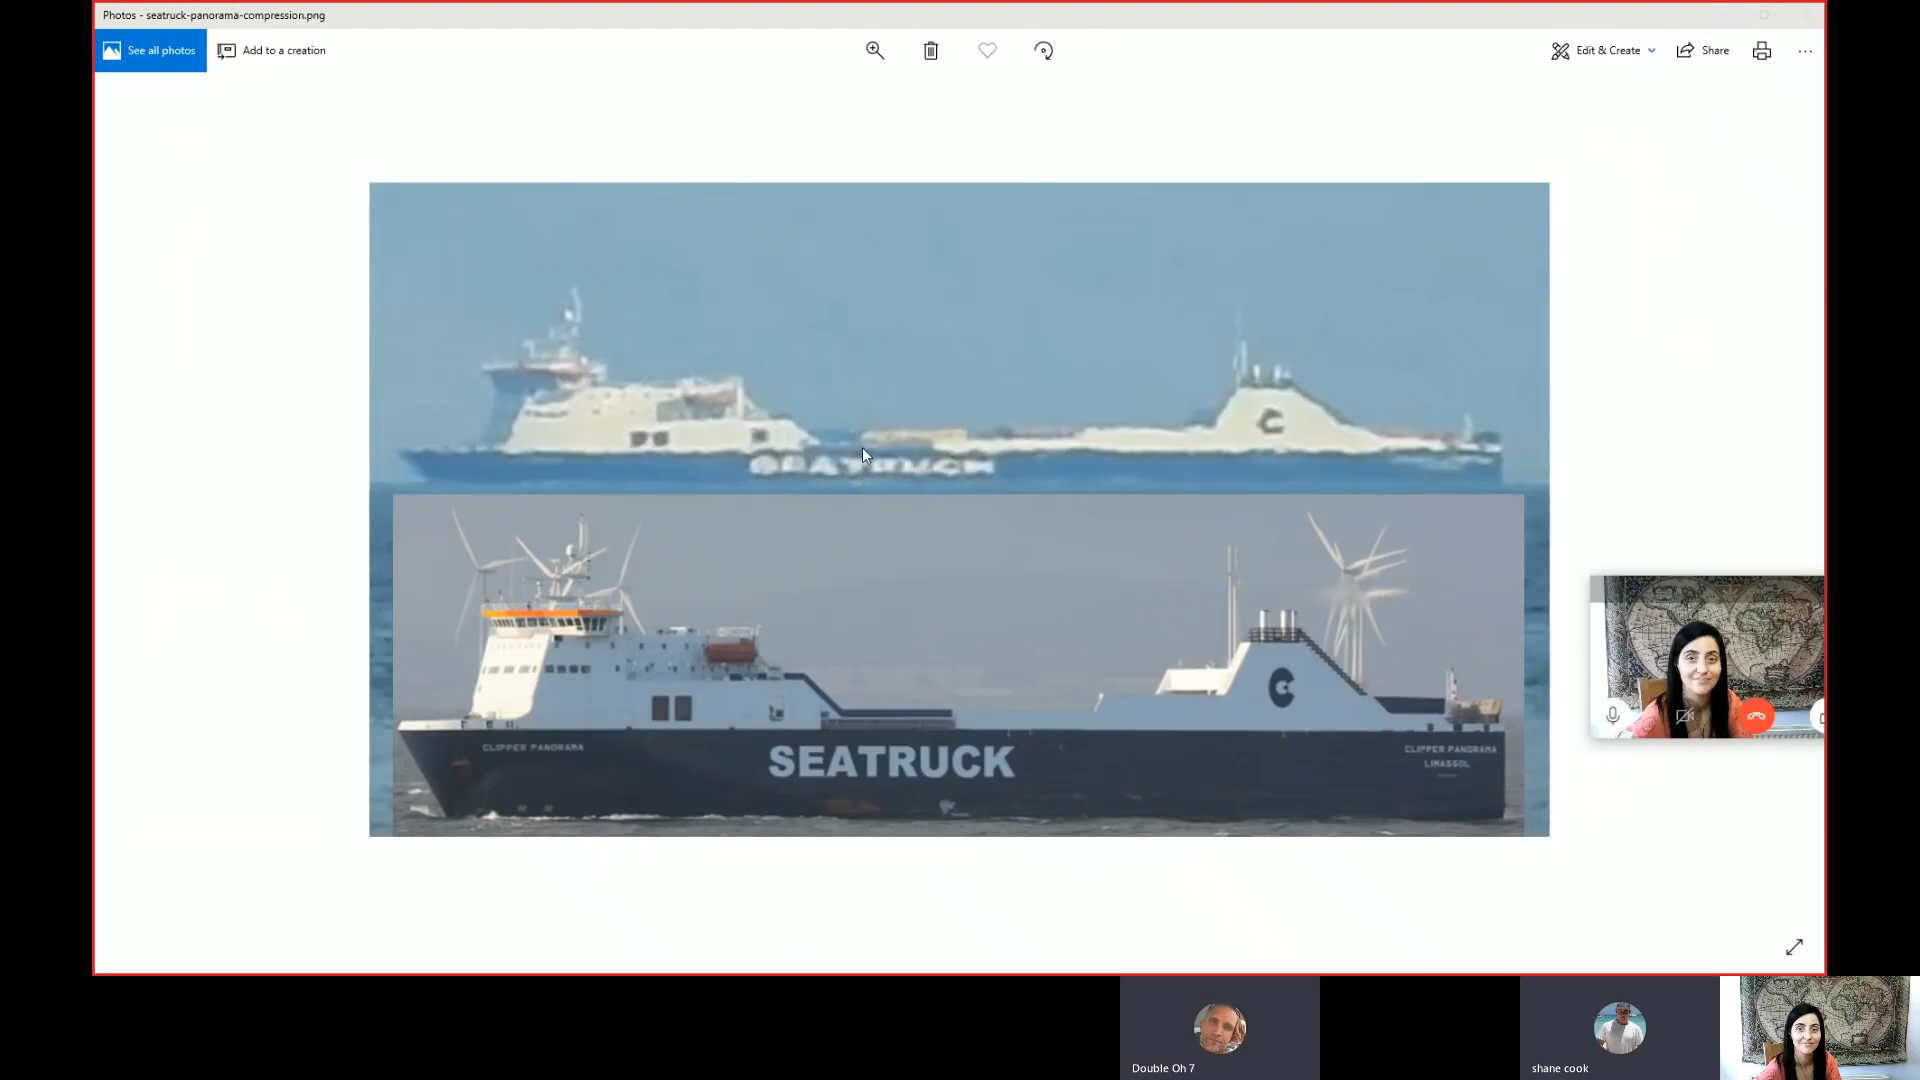 Photos - seatruck-panorama-compression.png
See all photos
Add to a creation
Edit & Create
Share
SEATRUCK
CLIPPER PANORAMA
SEATRUCK
CLIPPER PANORAMA
LIMASSOL
Double Oh 7
shane cook